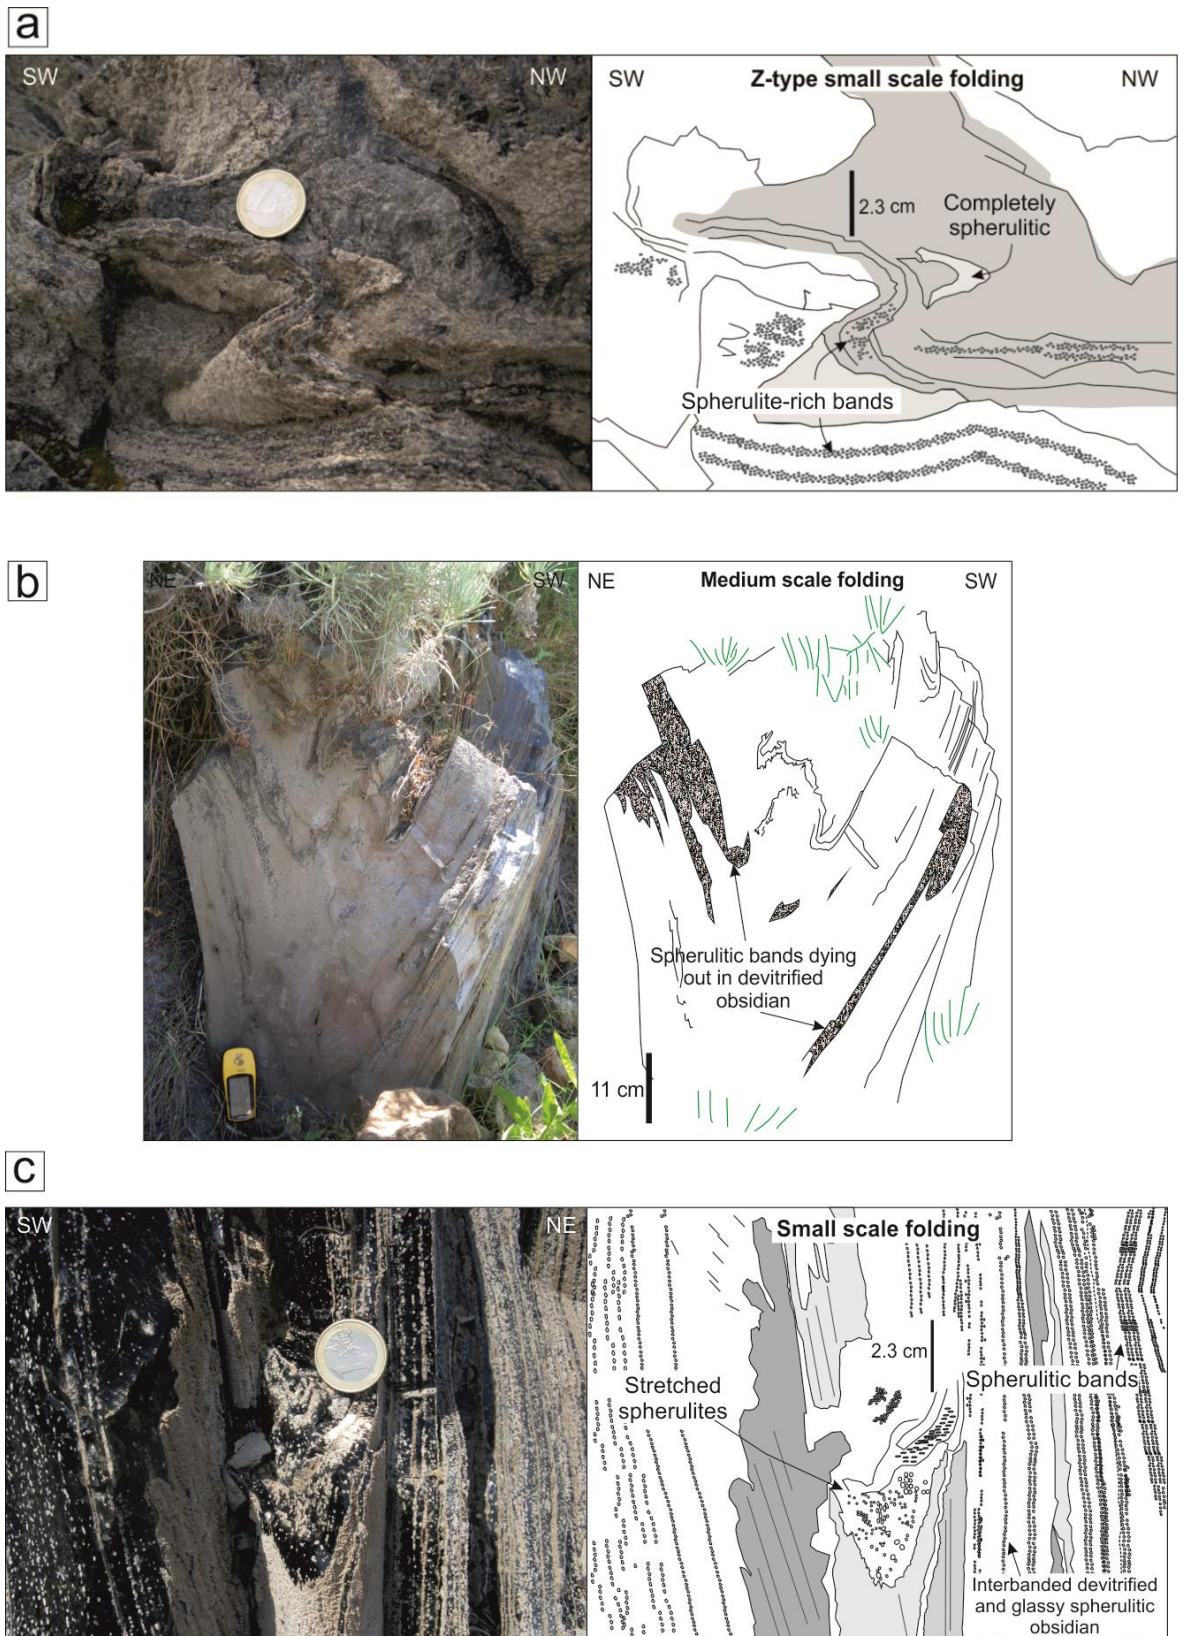 a
SW
NW
SW
Z-type small scale folding
NW
2.3 cm
Completely
spherulitic
Spherulite-rich bands
b
NE
SW
NE
Medium scale folding
SW
Spherulitic bands dying
out in devitrified
obsidian
11 cm
c
SW
NE
Small scale folding
2.3 cm
Stretched
spherulites
Spherulitic bands
Interbanded devitrified
and glassy spherulitic
obsidian